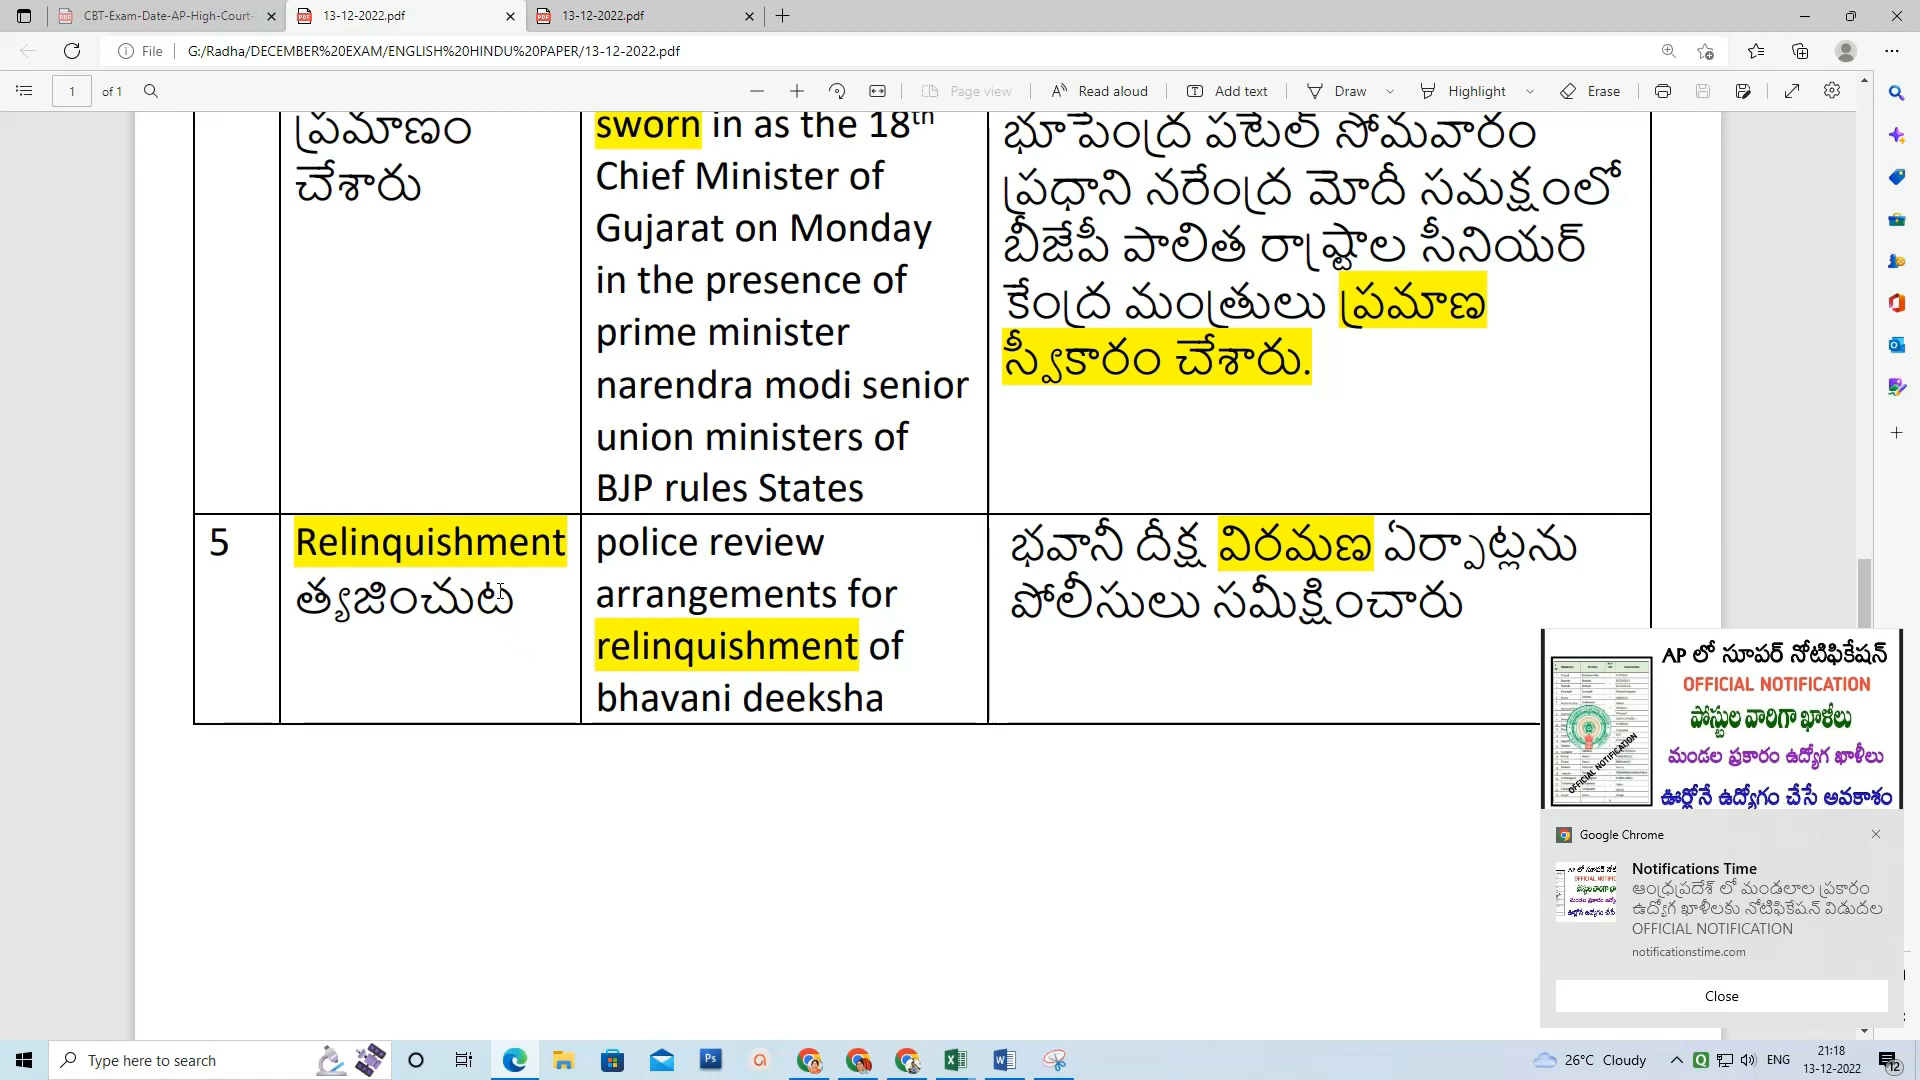 CBT-Exam-Date-AP-High-Court-
13-12-2022.pdf
13-12-2022.pdf
File
G:/Radha/DECEMBER%20EXAM/ENGLISH%20HINDU%20PAPER/13-12-2022.pdf
1
of 1
Page view
Read aloud
Add text
Draw
Highlight
Erase
ప్రమాణం
చేశారు
sworn in as the 18th
Chief Minister of
Gujarat on Monday
in the presence of
prime minister
narendra modi senior
union ministers of
BJP rules States
భూపేంద్ర పటేల్ సోమవారం
ప్రధాని నరేంద్ర మోదీ సమక్షంలో
బీజేపీ పాలిత రాష్ట్రాల సీనియర్
కేంద్ర మంత్రులు ప్రమాణ
స్వీకారం చేశారు.
5
Relinquishment
త్యజించుట
police review
arrangements for
relinquishment of
bhavani deeksha
భవానీ దీక్ష విరమణ ఏర్పాట్లను
పోలీసులు సమీక్షించారు
AP లో సూపర్ నోటిఫికేషన్
OFFICIAL NOTIFICATION
పోస్టుల వారిగా ఖాళీలు
మండల ప్రకారం ఉద్యోగ ఖాళీలు
ఊర్లోనే ఉద్యోగం చేసే అవకాశం
OFFICIAL NOTIFICATION
Google Chrome
Notifications Time
ఆంధ్రప్రదేశ్ లో మండలాల ప్రకారం
ఉద్యోగ ఖాళీలకు నోటిఫికేషన్ విడుదల
OFFICIAL NOTIFICATION
notificationstime.com
Close
Type here to search
Ps
26°C Cloudy
ENG
21:18
13-12-2022
12